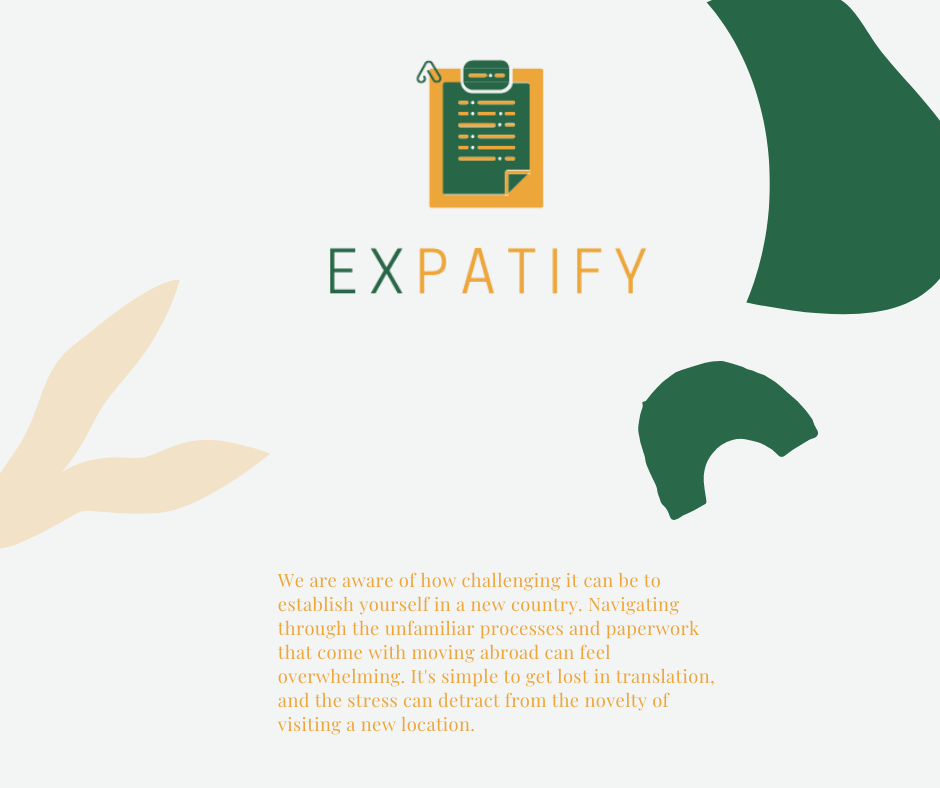 EXPATIFY
We are aware of how challenging it can be to
establish yourself in a new country. Navigating
through the unfamiliar processes and paperwork
that come with moving abroad can feel
overwhelming. It's simple to get lost in translation,
and the stress can detract from the novelty of
visiting a new location.